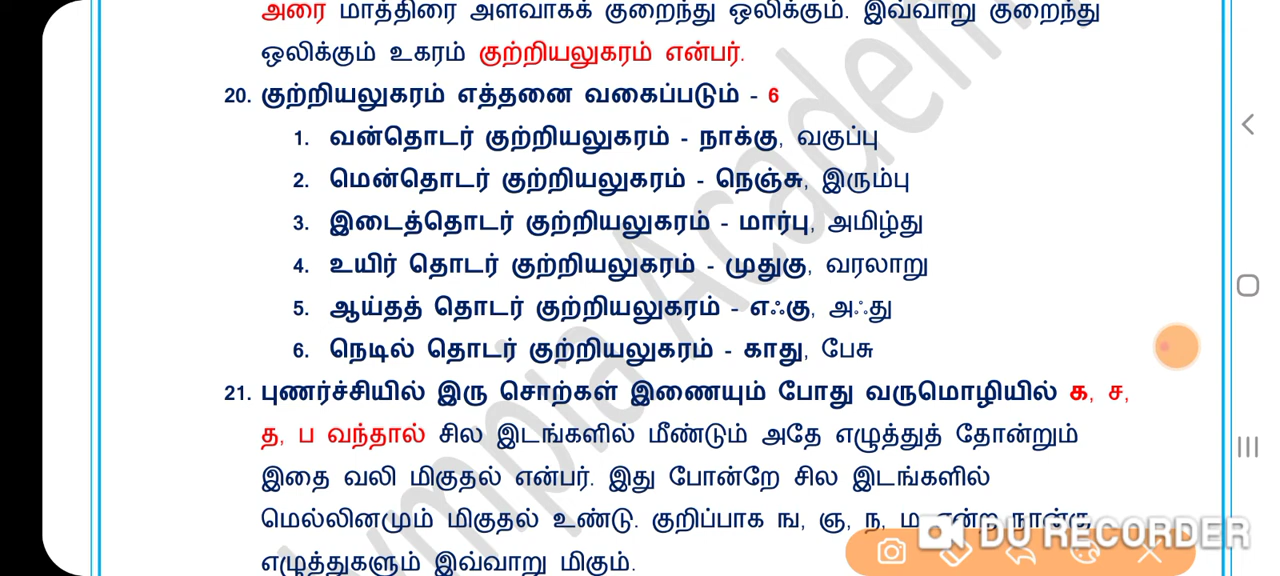 அரை மாத்திரை அளவாகக் குறைந்து ஒலிக்கும். இவ்வாறு குறைந்து
ஒலிக்கும் உகரம் குற்றியலுகரம் என்பர்.
20. குற்றியலுகரம் எத்தனை வகைப்படும் - 6
1. வன்தொடர் குற்றியலுகரம் - நாக்கு, வகுப்பு
2. மென்தொடர் குற்றியலுகரம் - நெஞ்சு, இரும்பு
3. இடைத்தொடர் குற்றியலுகரம் - மார்பு, அமிழ்து
4. உயிர் தொடர் குற்றியலுகரம் - முதுகு, வரலாறு
5. ஆய்தத் தொடர் குற்றியலுகரம் - எஃகு, அஃது
6. நெடில் தொடர் குற்றியலுகரம் - காது, பேசு
21. புணர்ச்சியில் இரு சொற்கள் இணையும் போது வருமொழியில் க, ச,
த, ப வந்தால் சில இடங்களில் மீண்டும் அதே எழுத்துத் தோன்றும்
இதை வலி மிகுதல் என்பர். இது போன்றே சில இடங்களில்
மெல்லினமும் மிகுதல் உண்டு. குறிப்பாக ங, ஞ, ந, ம என்ற நான்கு
எழுத்துகளும் இவ்வாறு மிகும்.
DU RECORDER